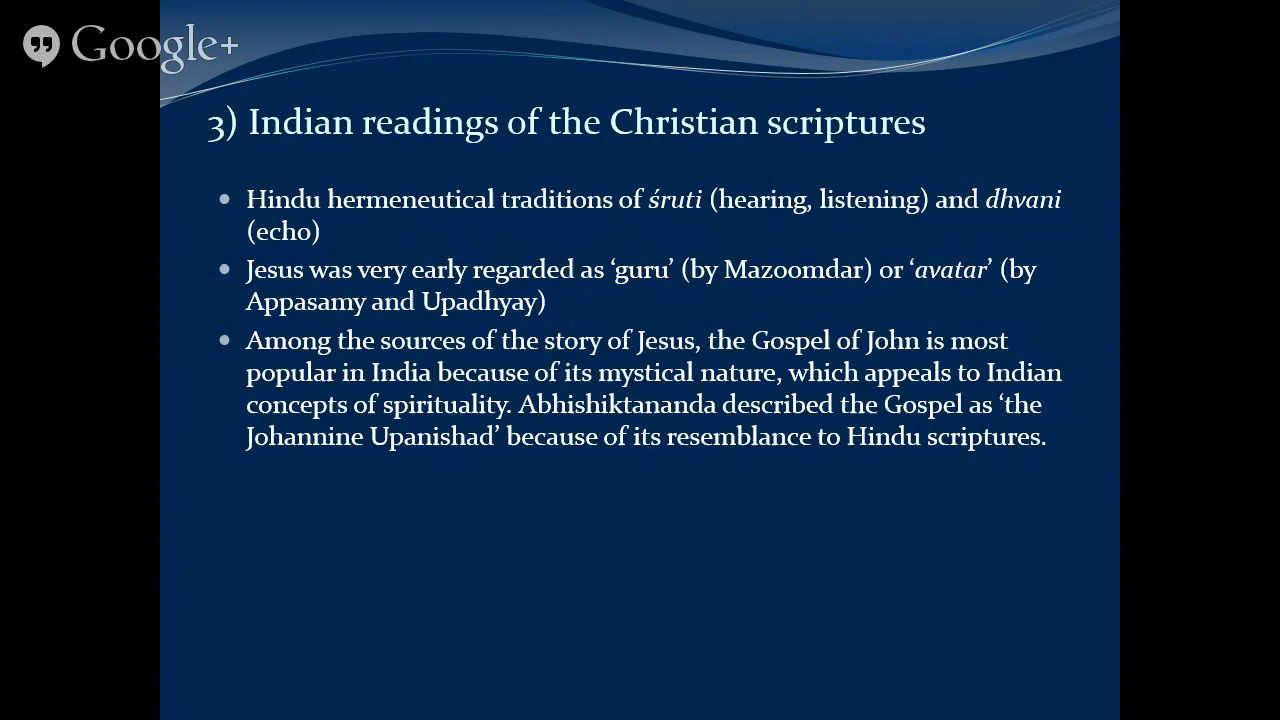 Google+
3) Indian readings of the Christian scriptures
• Hindu hermeneutical traditions of śruti (hearing, listening) and dhvani
(echo)
• Jesus was very early regarded as ‘guru’ (by Mazoomdar) or ‘avatar’ (by
Appasamy and Upadhyay)
• Among the sources of the story of Jesus, the Gospel of John is most
popular in India because of its mystical nature, which appeals to Indian
concepts of spirituality. Abhishiktananda described the Gospel as ‘the
Johannine Upanishad’ because of its resemblance to Hindu scriptures.